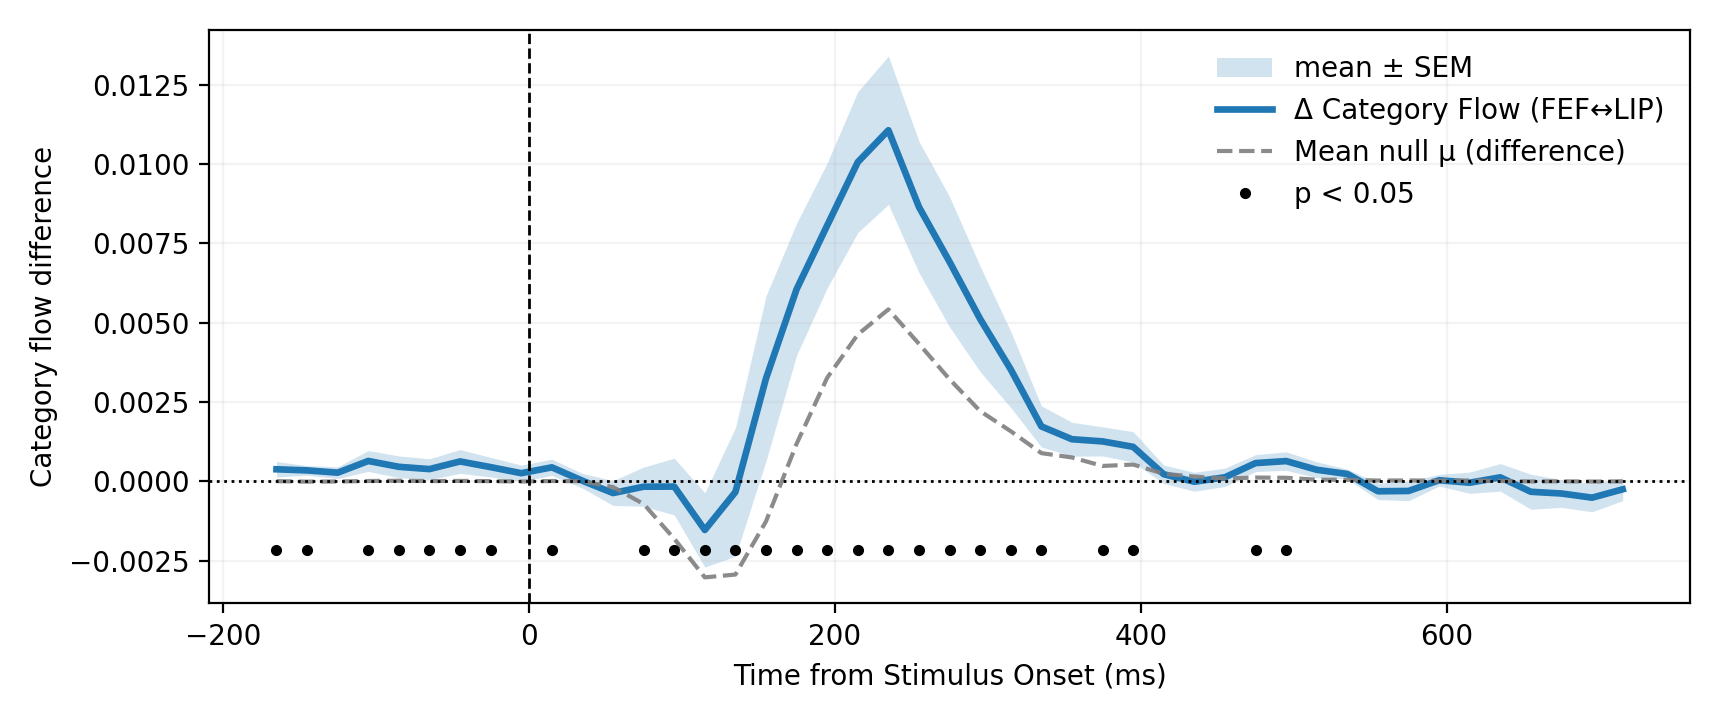 mean ± SEM
Δ Category Flow (FEF↔LIP)
Mean null μ (difference)
p < 0.05
Category flow difference
0.0125
0.0100
0.0075
0.0050
0.0025
0.0000
−0.0025
−200 0 200 400 600
Time from Stimulus Onset (ms)